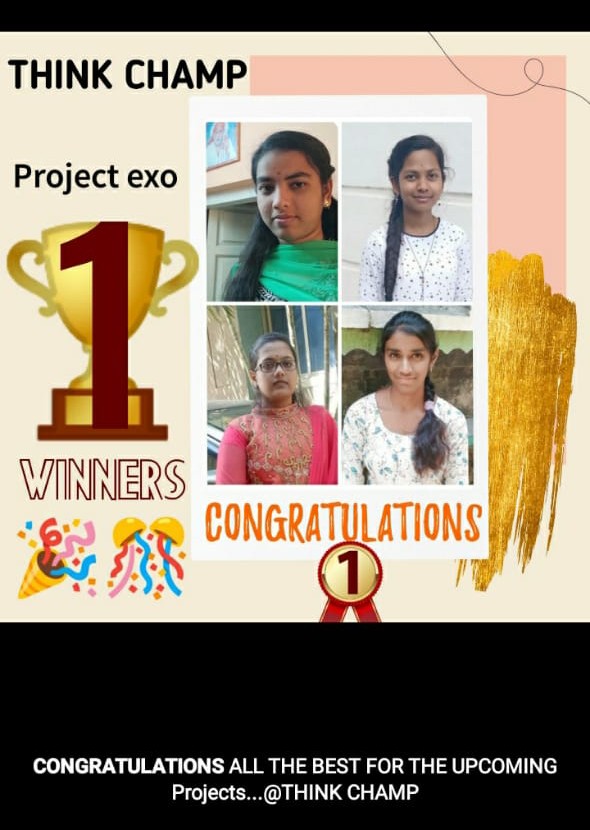 THINK CHAMP
Project exo
1
WINNERS
CONGRATULATIONS
1
CONGRATULATIONS ALL THE BEST FOR THE UPCOMING
Projects...@THINK CHAMP